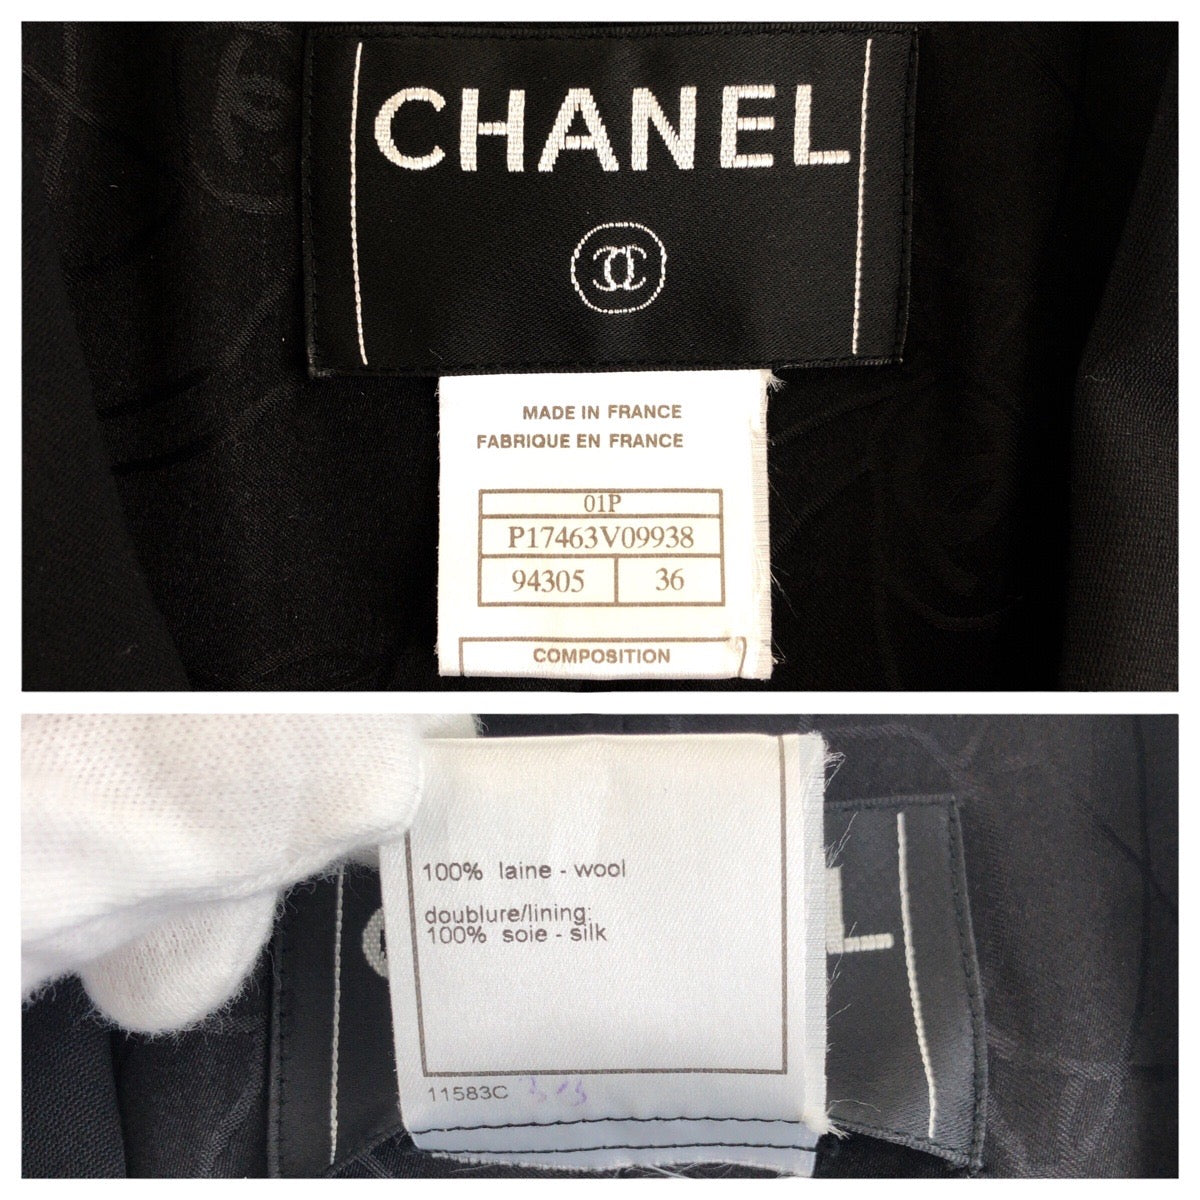 CHANEL
MADE IN FRANCE
FABRIQUE EN FRANCE
01P
P17463V09938
94305 36
COMPOSITION
100% laine - wool
doublure/lining:
100% soie - silk
11583C